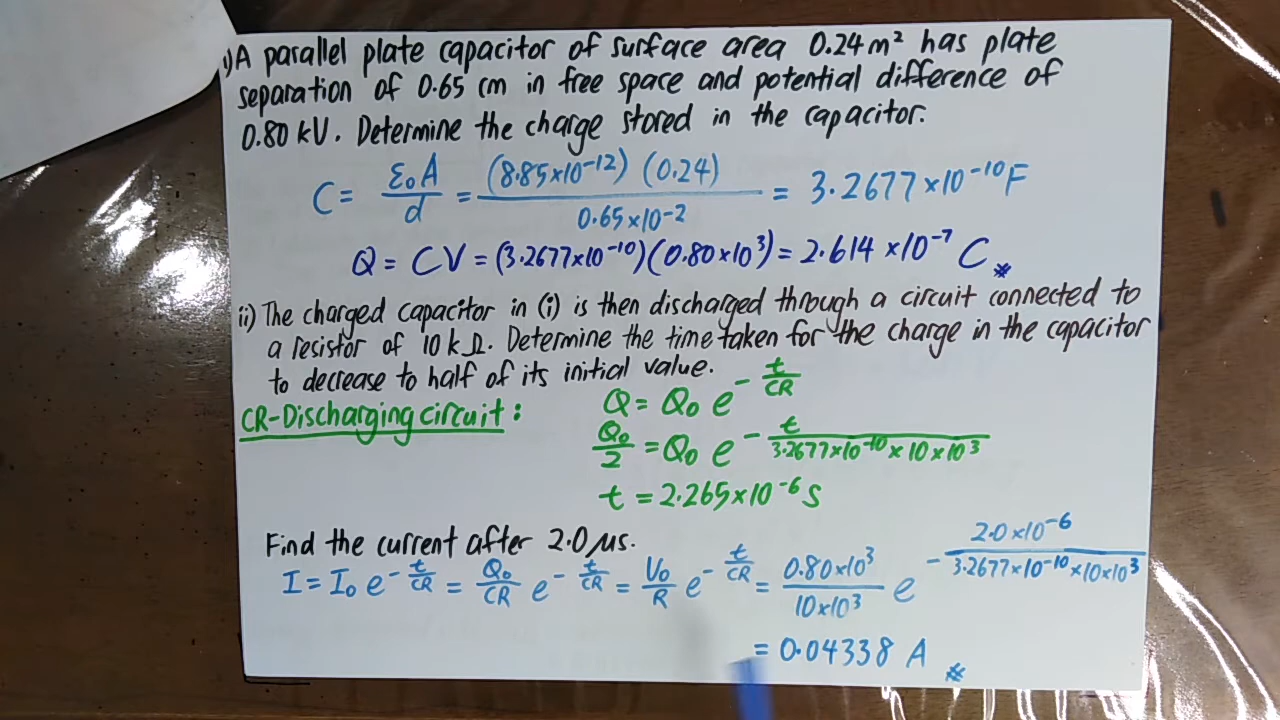 i) A parallel plate capacitor of surface area 0.24 m² has plate
separation of 0.65 cm in free space and potential difference of
0.80 kV. Determine the charge stored in the capacitor.
C = ε₀A/d = (8.85×10⁻¹²)(0.24)/0.65×10⁻² = 3.2677×10⁻¹⁰ F
Q = CV = (3.2677×10⁻¹⁰)(0.80×10³) = 2.614×10⁻⁷ C
ii) The charged capacitor in (i) is then discharged through a circuit connected to
a resistor of 10 kΩ. Determine the time taken for the charge in the capacitor
to decrease to half of its initial value.
CR-Discharging circuit:
Q = Q₀ e^(-t/CR)
Q₀/2 = Q₀ e^(-t/(3.2677×10⁻¹⁰×10×10³))
t = 2.265×10⁻⁶ s
Find the current after 2.0 μs.
I = I₀ e^(-t/CR) = Q₀/CR e^(-t/CR) = V₀/R e^(-t/CR) = 0.80×10³/10×10³ e^(-2.0×10⁻⁶/(3.2677×10⁻¹⁰×10×10³))
= 0.04338 A